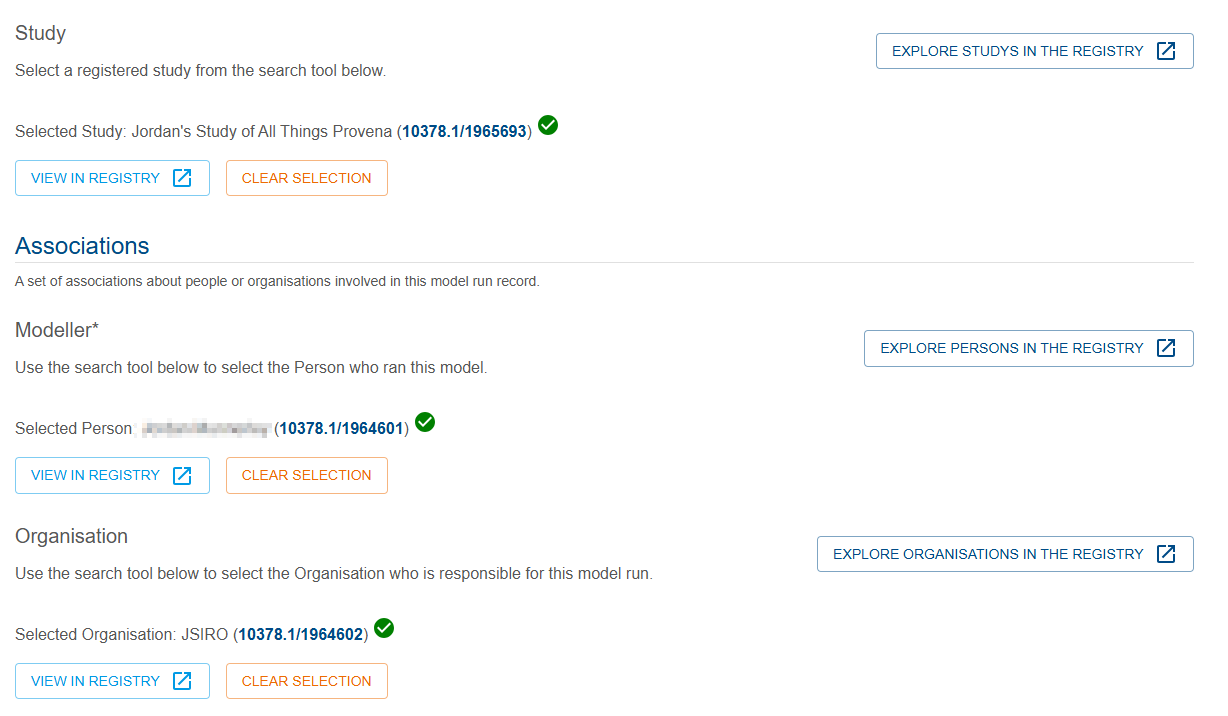 Study
EXPLORE STUDYS IN THE REGISTRY
Select a registered study from the search tool below.
Selected Study: Jordan's Study of All Things Provena (10378.1/1965693)
VIEW IN REGISTRY
CLEAR SELECTION
Associations
A set of associations about people or organisations involved in this model run record.
Modeller*
EXPLORE PERSONS IN THE REGISTRY
Use the search tool below to select the Person who ran this model.
Selected Person: (10378.1/1964601)
VIEW IN REGISTRY
CLEAR SELECTION
Organisation
EXPLORE ORGANISATIONS IN THE REGISTRY
Use the search tool below to select the Organisation who is responsible for this model run.
Selected Organisation: JSIRO (10378.1/1964602)
VIEW IN REGISTRY
CLEAR SELECTION